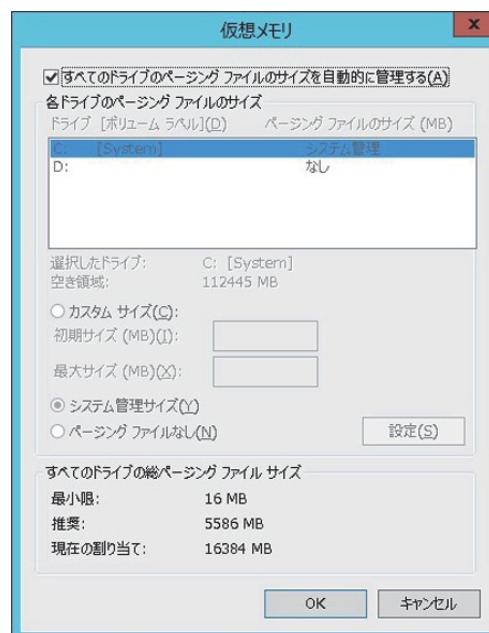 仮想メモリ
x
すべてのドライブのページング ファイルのサイズを自動的に管理する(A)
各ドライブのページング ファイルのサイズ
ドライブ [ボリューム ラベル](D) ページング ファイルのサイズ (MB)
C: [System] システム管理
D: なし
選択したドライブ: C: [System]
空き領域: 112445 MB
カスタム サイズ(C):
初期サイズ (MB)(I):
最大サイズ (MB)(X):
システム管理サイズ(Y)
ページング ファイルなし(N) 設定(S)
すべてのドライブの総ページング ファイル サイズ
最小限: 16 MB
推奨: 5586 MB
現在の割り当て: 16384 MB
OK キャンセル